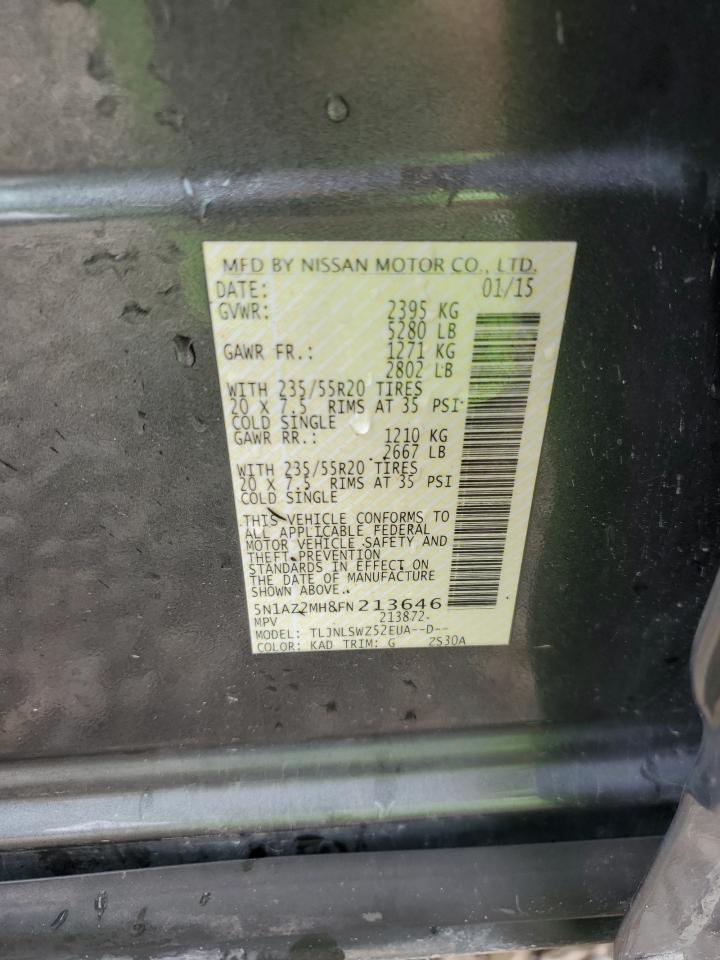 MFD BY NISSAN MOTOR CO., LTD.
DATE: 01/15
GVWR: 2395 KG
5280 LB
GAWR FR.: 1271 KG
2802 LB
WITH 235/55R20 TIRES
20 X 7.5 RIMS AT 35 PSI
COLD SINGLE
GAWR RR.: 1210 KG
2667 LB
WITH 235/55R20 TIRES
20 X 7.5 RIMS AT 35 PSI
COLD SINGLE
THIS VEHICLE CONFORMS TO
ALL APPLICABLE FEDERAL
MOTOR VEHICLE SAFETY AND
THEFT PREVENTION
STANDARDS IN EFFECT ON
THE DATE OF MANUFACTURE
SHOWN ABOVE.
5N1AZ2MH8FN213646
MPV 213872
MODEL: TLJNLSWZ52EUA--D--
COLOR: KAD TRIM: G ZS30A